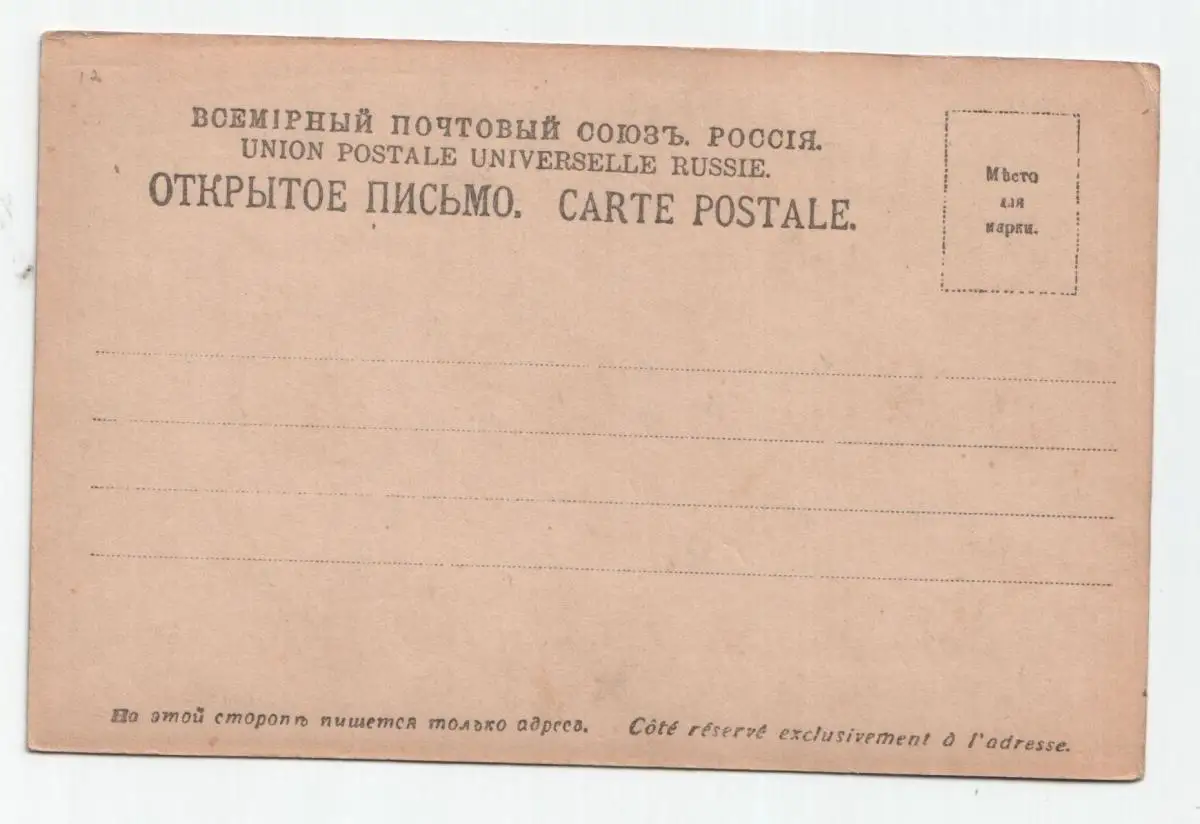 12
ВСЕМІРНЫЙ ПОЧТОВЫЙ СОЮЗЪ. РОССІЯ.
UNION POSTALE UNIVERSELLE RUSSIE.
ОТКРЫТОЕ ПИСЬМО. CARTE POSTALE.
Мѣсто
для
марки.
На этой сторонѣ пишется только адресъ. Côté réservé exclusivement à l'adresse.